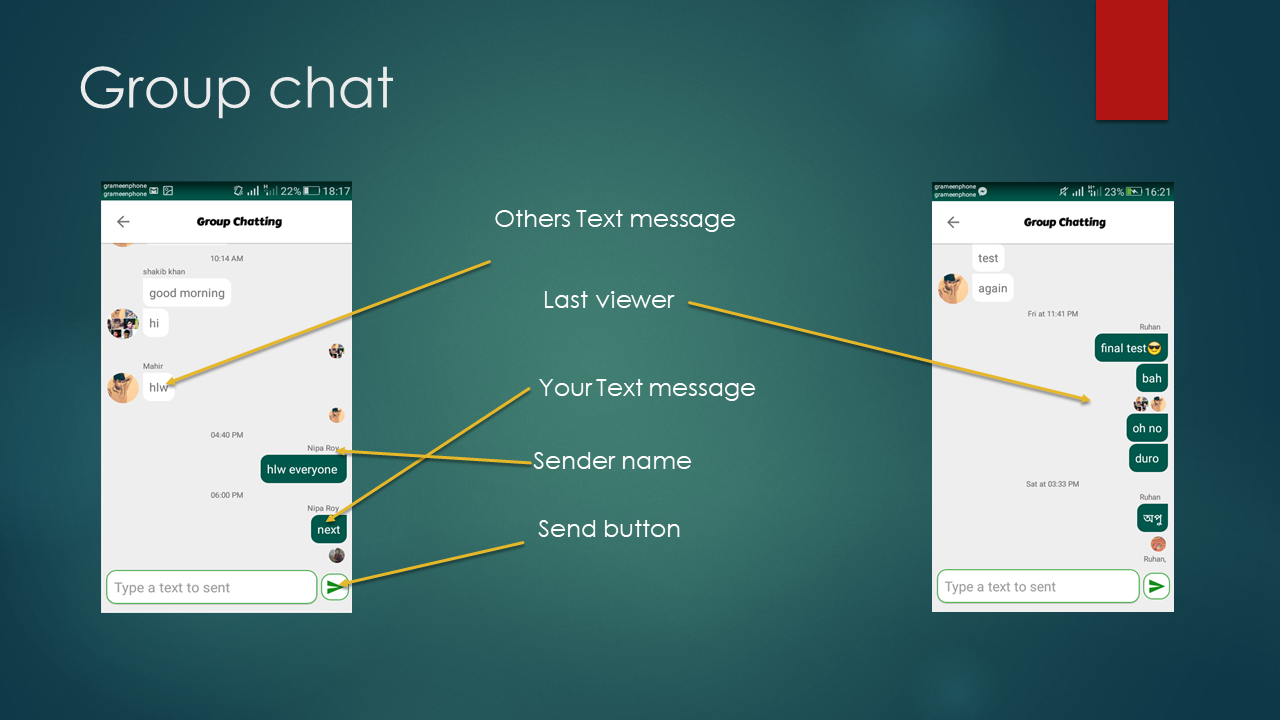 Group chat
grameenphone
grameenphone
22%
18:17
Group Chatting
10:14 AM
shakib khan
good morning
hi
Mahir
hlw
04:40 PM
Nipa Roy
hlw everyone
06:00 PM
Nipa Roy
next
Type a text to sent
Others Text message
Last viewer
Your Text message
Sender name
Send button
grameenphone
grameenphone
23%
16:21
Group Chatting
test
again
Fri at 11:41 PM
Ruhan
final test😎
bah
oh no
duro
Sat at 03:33 PM
Ruhan
অপু
Ruhan,
Type a text to sent